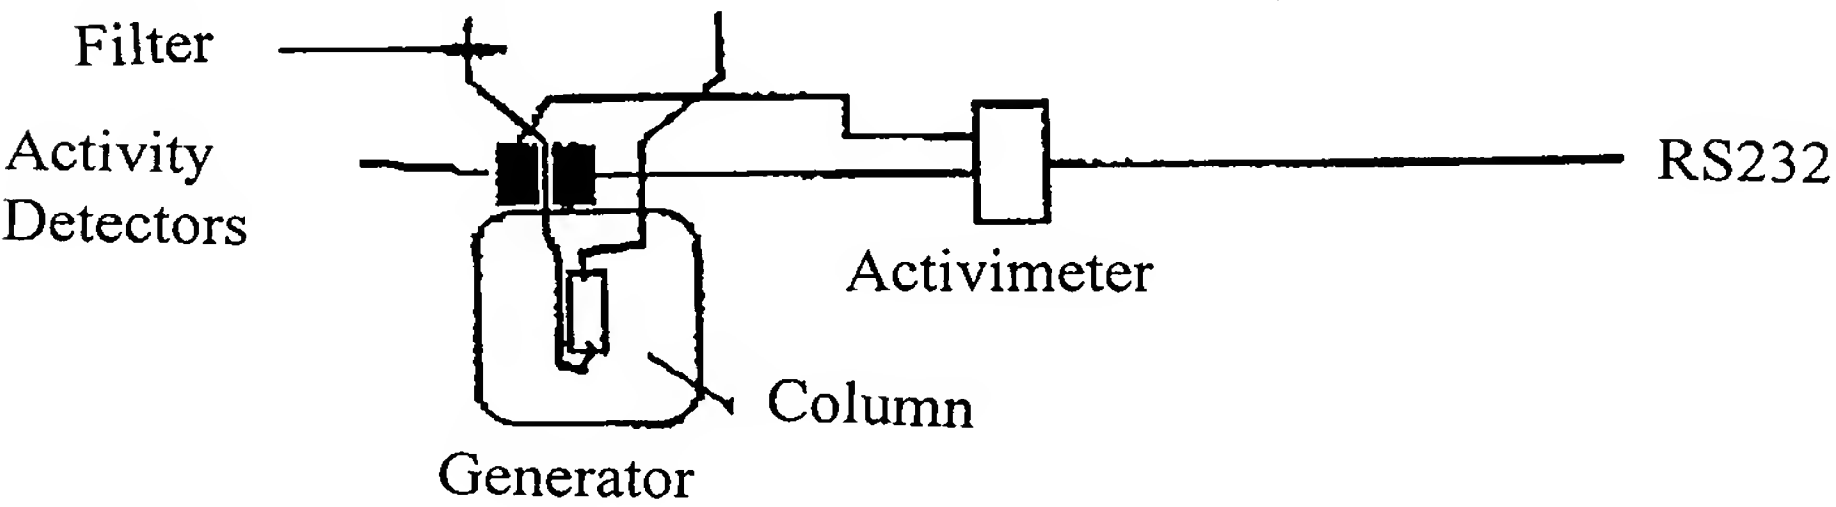 Filter
Activity
Detectors
RS232
Activimeter
Column
Generator